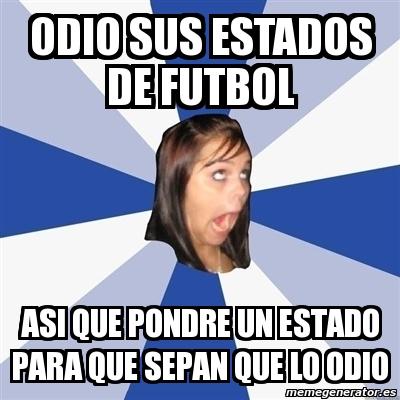 ODIO SUS ESTADOS
DE FUTBOL
ASI QUE PONDRE UN ESTADO
PARA QUE SEPAN QUE LO ODIO
memegenerator.es